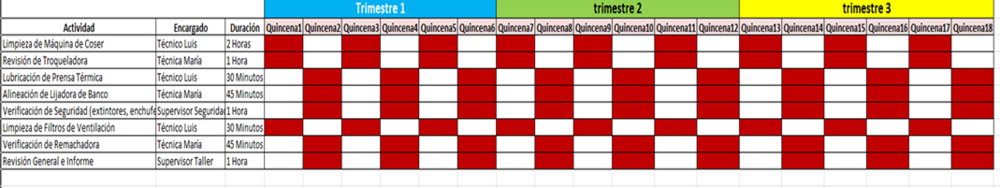 Trimestre 1 trimestre 2 trimestre 3
Actividad Encargado Duración Quincena1 Quincena2 Quincena3 Quincena4 Quincena5 Quincena6 Quincena7 Quincena8 Quincena9 Quincena10 Quincena11 Quincena12 Quincena13 Quincena14 Quincena15 Quincena16 Quincena17 Quincena18
Limpieza de Máquina de Coser Técnico Luis 2 Horas
Revisión de Troqueladora Técnica María 1 Hora
Lubricación de Prensa Térmica Técnico Luis 30 Minutos
Alineación de Lijadora de Banco Técnica María 45 Minutos
Verificación de Seguridad (extintores, enchufe Supervisor Seguridad 1 Hora
Limpieza de Filtros de Ventilación Técnico Luis 30 Minutos
Verificación de Remachadora Técnica María 45 Minutos
Revisión General e Informe Supervisor Taller 1 Hora